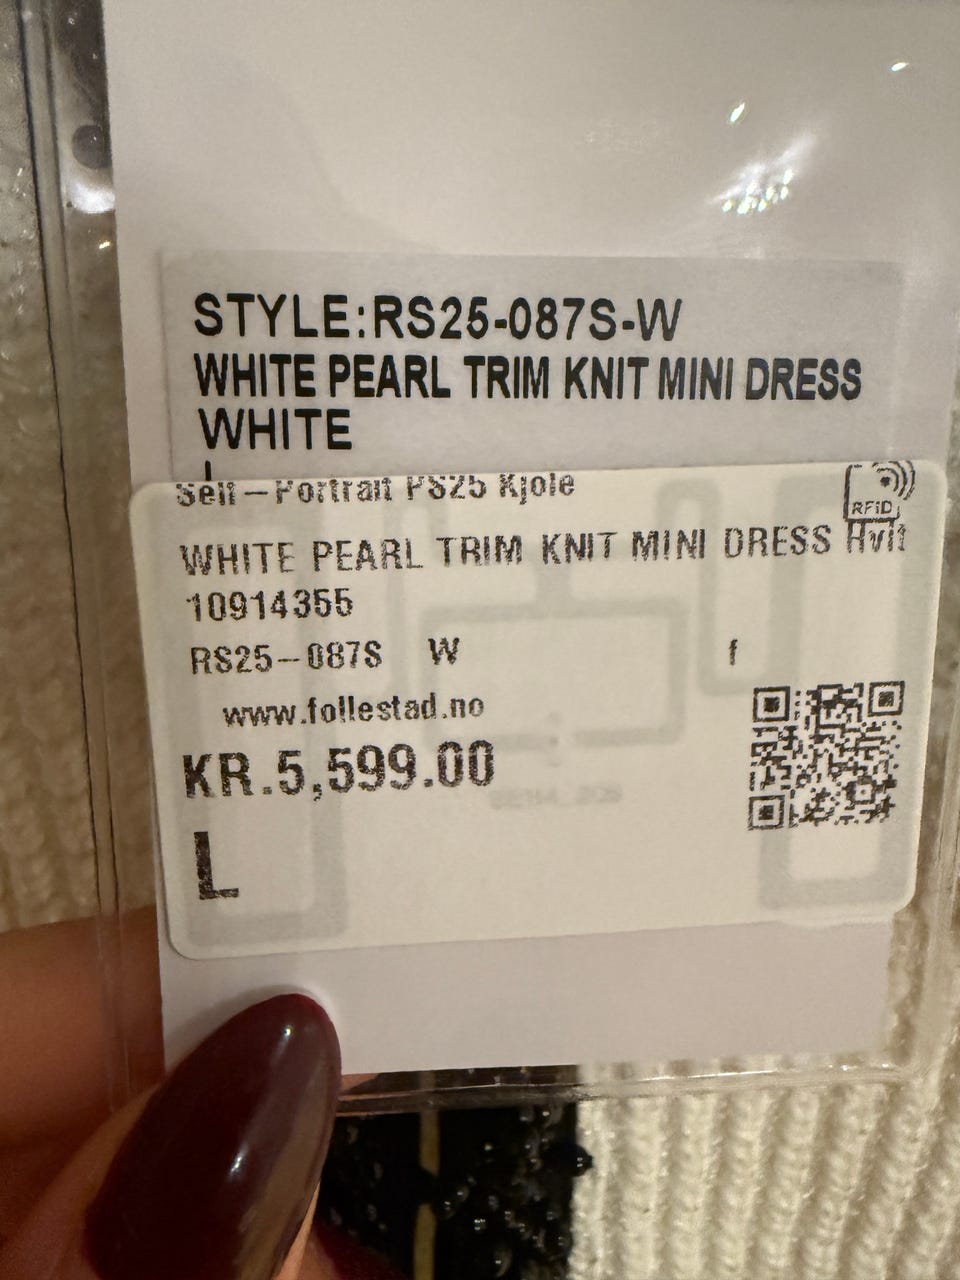 STYLE:RS25-087S-W
WHITE PEARL TRIM KNIT MINI DRESS
WHITE
Self-Portrait PS25 Kjole
RFID
WHITE PEARL TRIM KNIT MINI DRESS Hvit
10914355
RS25-087S W f
www.follestad.no
KR.5,599.00
L